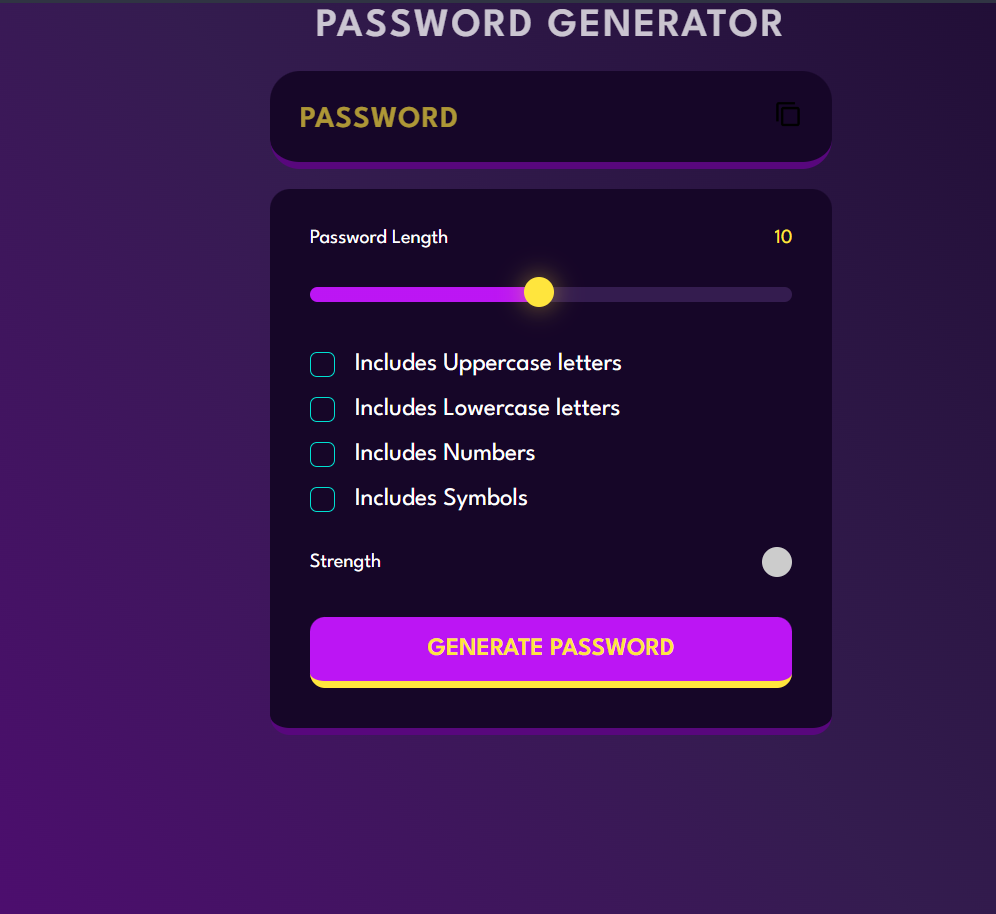 PASSWORD GENERATOR
PASSWORD
Password Length 10
Includes Uppercase letters
Includes Lowercase letters
Includes Numbers
Includes Symbols
Strength
GENERATE PASSWORD